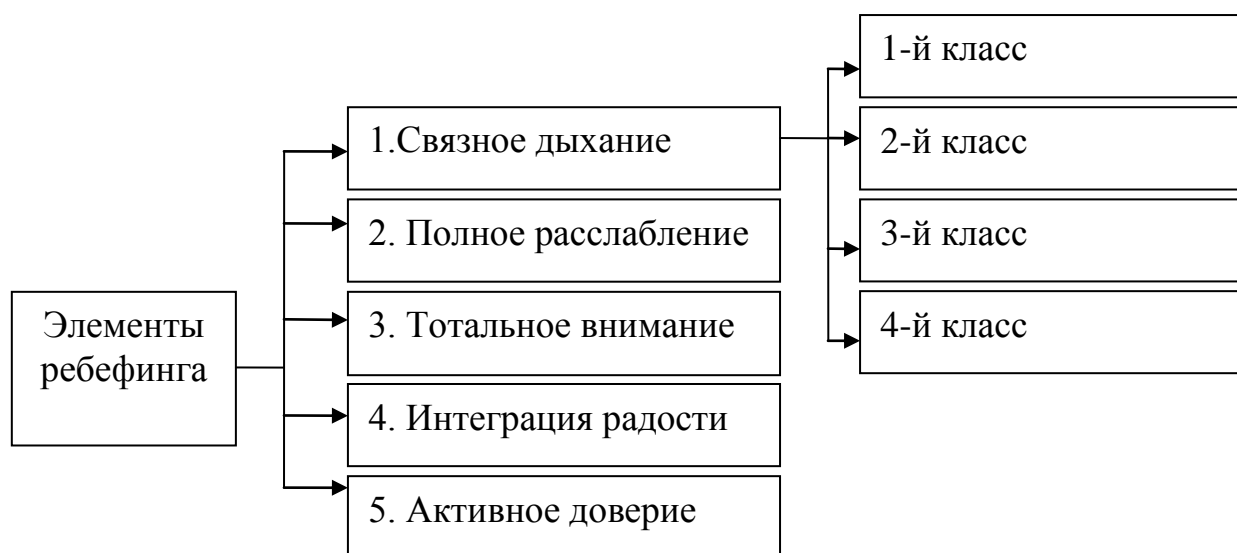 Элементы
ребефинга
1.Связное дыхание
2. Полное расслабление
3. Тотальное внимание
4. Интеграция радости
5. Активное доверие
1-й класс
2-й класс
3-й класс
4-й класс